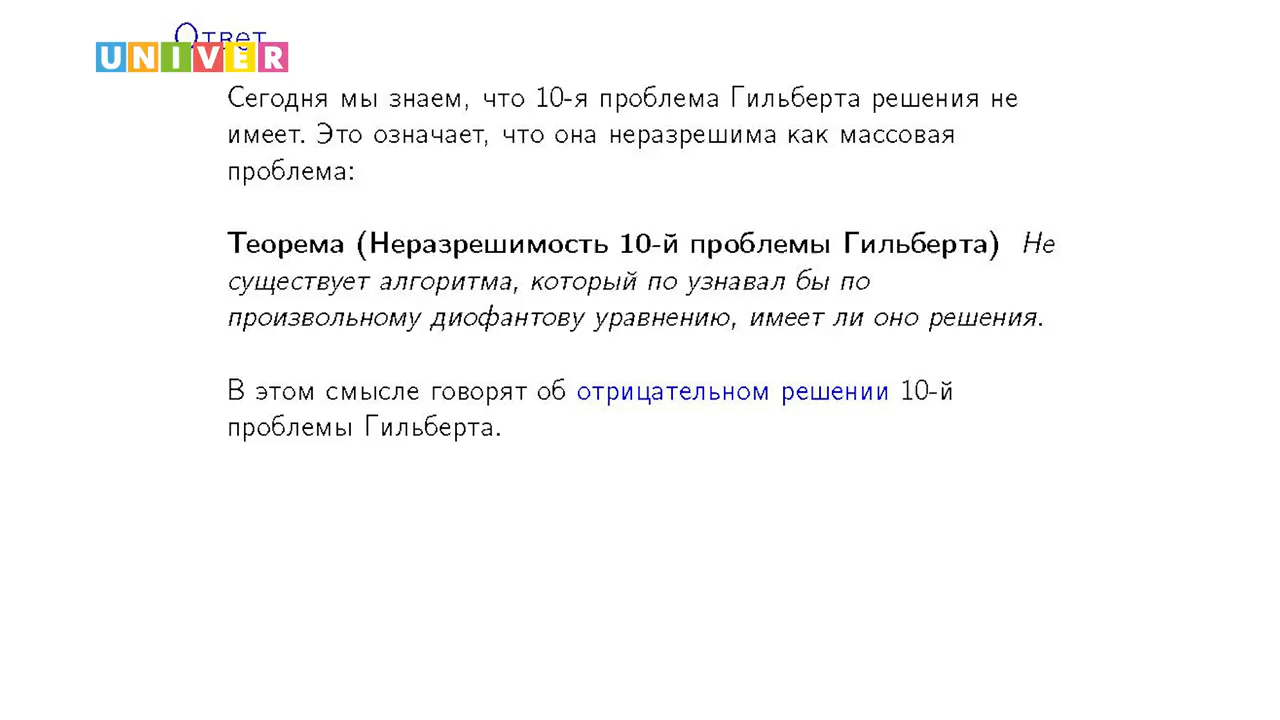 Ответ
UNIVER
Сегодня мы знаем, что 10-я проблема Гильберта решения не
имеет. Это означает, что она неразрешима как массовая
проблема:
Теорема (Неразрешимость 10-й проблемы Гильберта) Не
существует алгоритма, который по узнавал бы по
произвольному диофантову уравнению, имеет ли оно решения.
В этом смысле говорят об отрицательном решении 10-й
проблемы Гильберта.